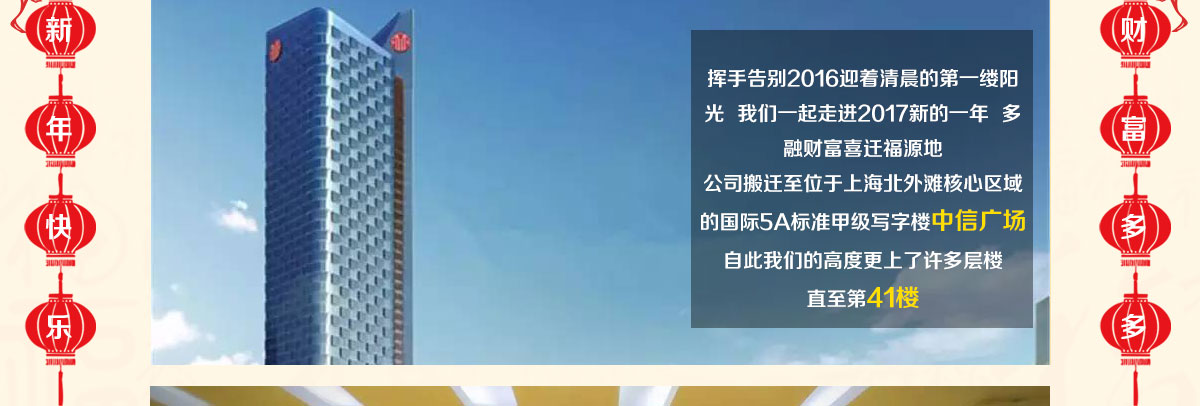 新
年
快
乐
挥手告别2016迎着清晨的第一缕阳
光 我们一起走进2017新的一年 多
融财富喜迁福源地
公司搬迁至位于上海北外滩核心区域
的国际5A标准甲级写字楼中信广场
自此我们的高度更上了许多层楼
直至第41楼
财
富
多
多